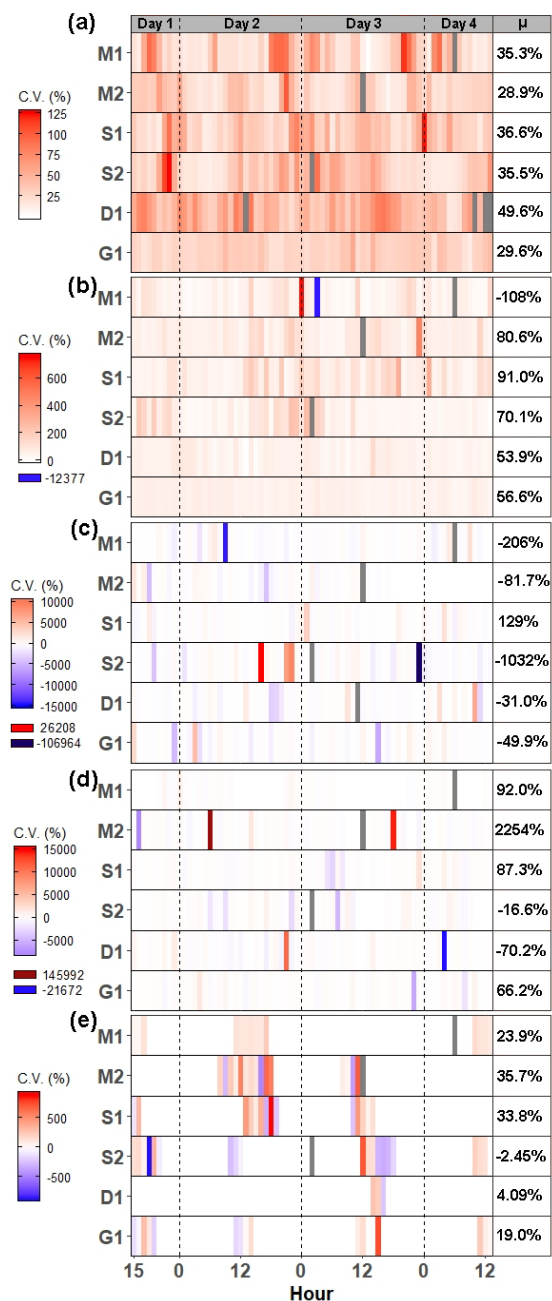 (a) Day 1 Day 2 Day 3 Day 4 μ
M1 35.3%
M2 28.9%
C.V. (%)
125
100
75
50
25
S1 36.6%
S2 35.5%
D1 49.6%
G1 29.6%
(b) M1 -108%
M2 80.6%
C.V. (%)
600
400
200
0
-12377
S1 91.0%
S2 70.1%
D1 53.9%
G1 56.6%
(c) M1 -206%
M2 -81.7%
C.V. (%)
10000
5000
0
-5000
-10000
-15000
26208
-106964
S1 129%
S2 -1032%
D1 -31.0%
G1 -49.9%
(d) M1 92.0%
M2 2254%
C.V. (%)
15000
10000
5000
0
-5000
145992
-21672
S1 87.3%
S2 -16.6%
D1 -70.2%
G1 66.2%
(e) M1 23.9%
M2 35.7%
C.V. (%)
500
0
-500
S1 33.8%
S2 -2.45%
D1 4.09%
G1 19.0%
15 0 12 0 12 0 12
Hour